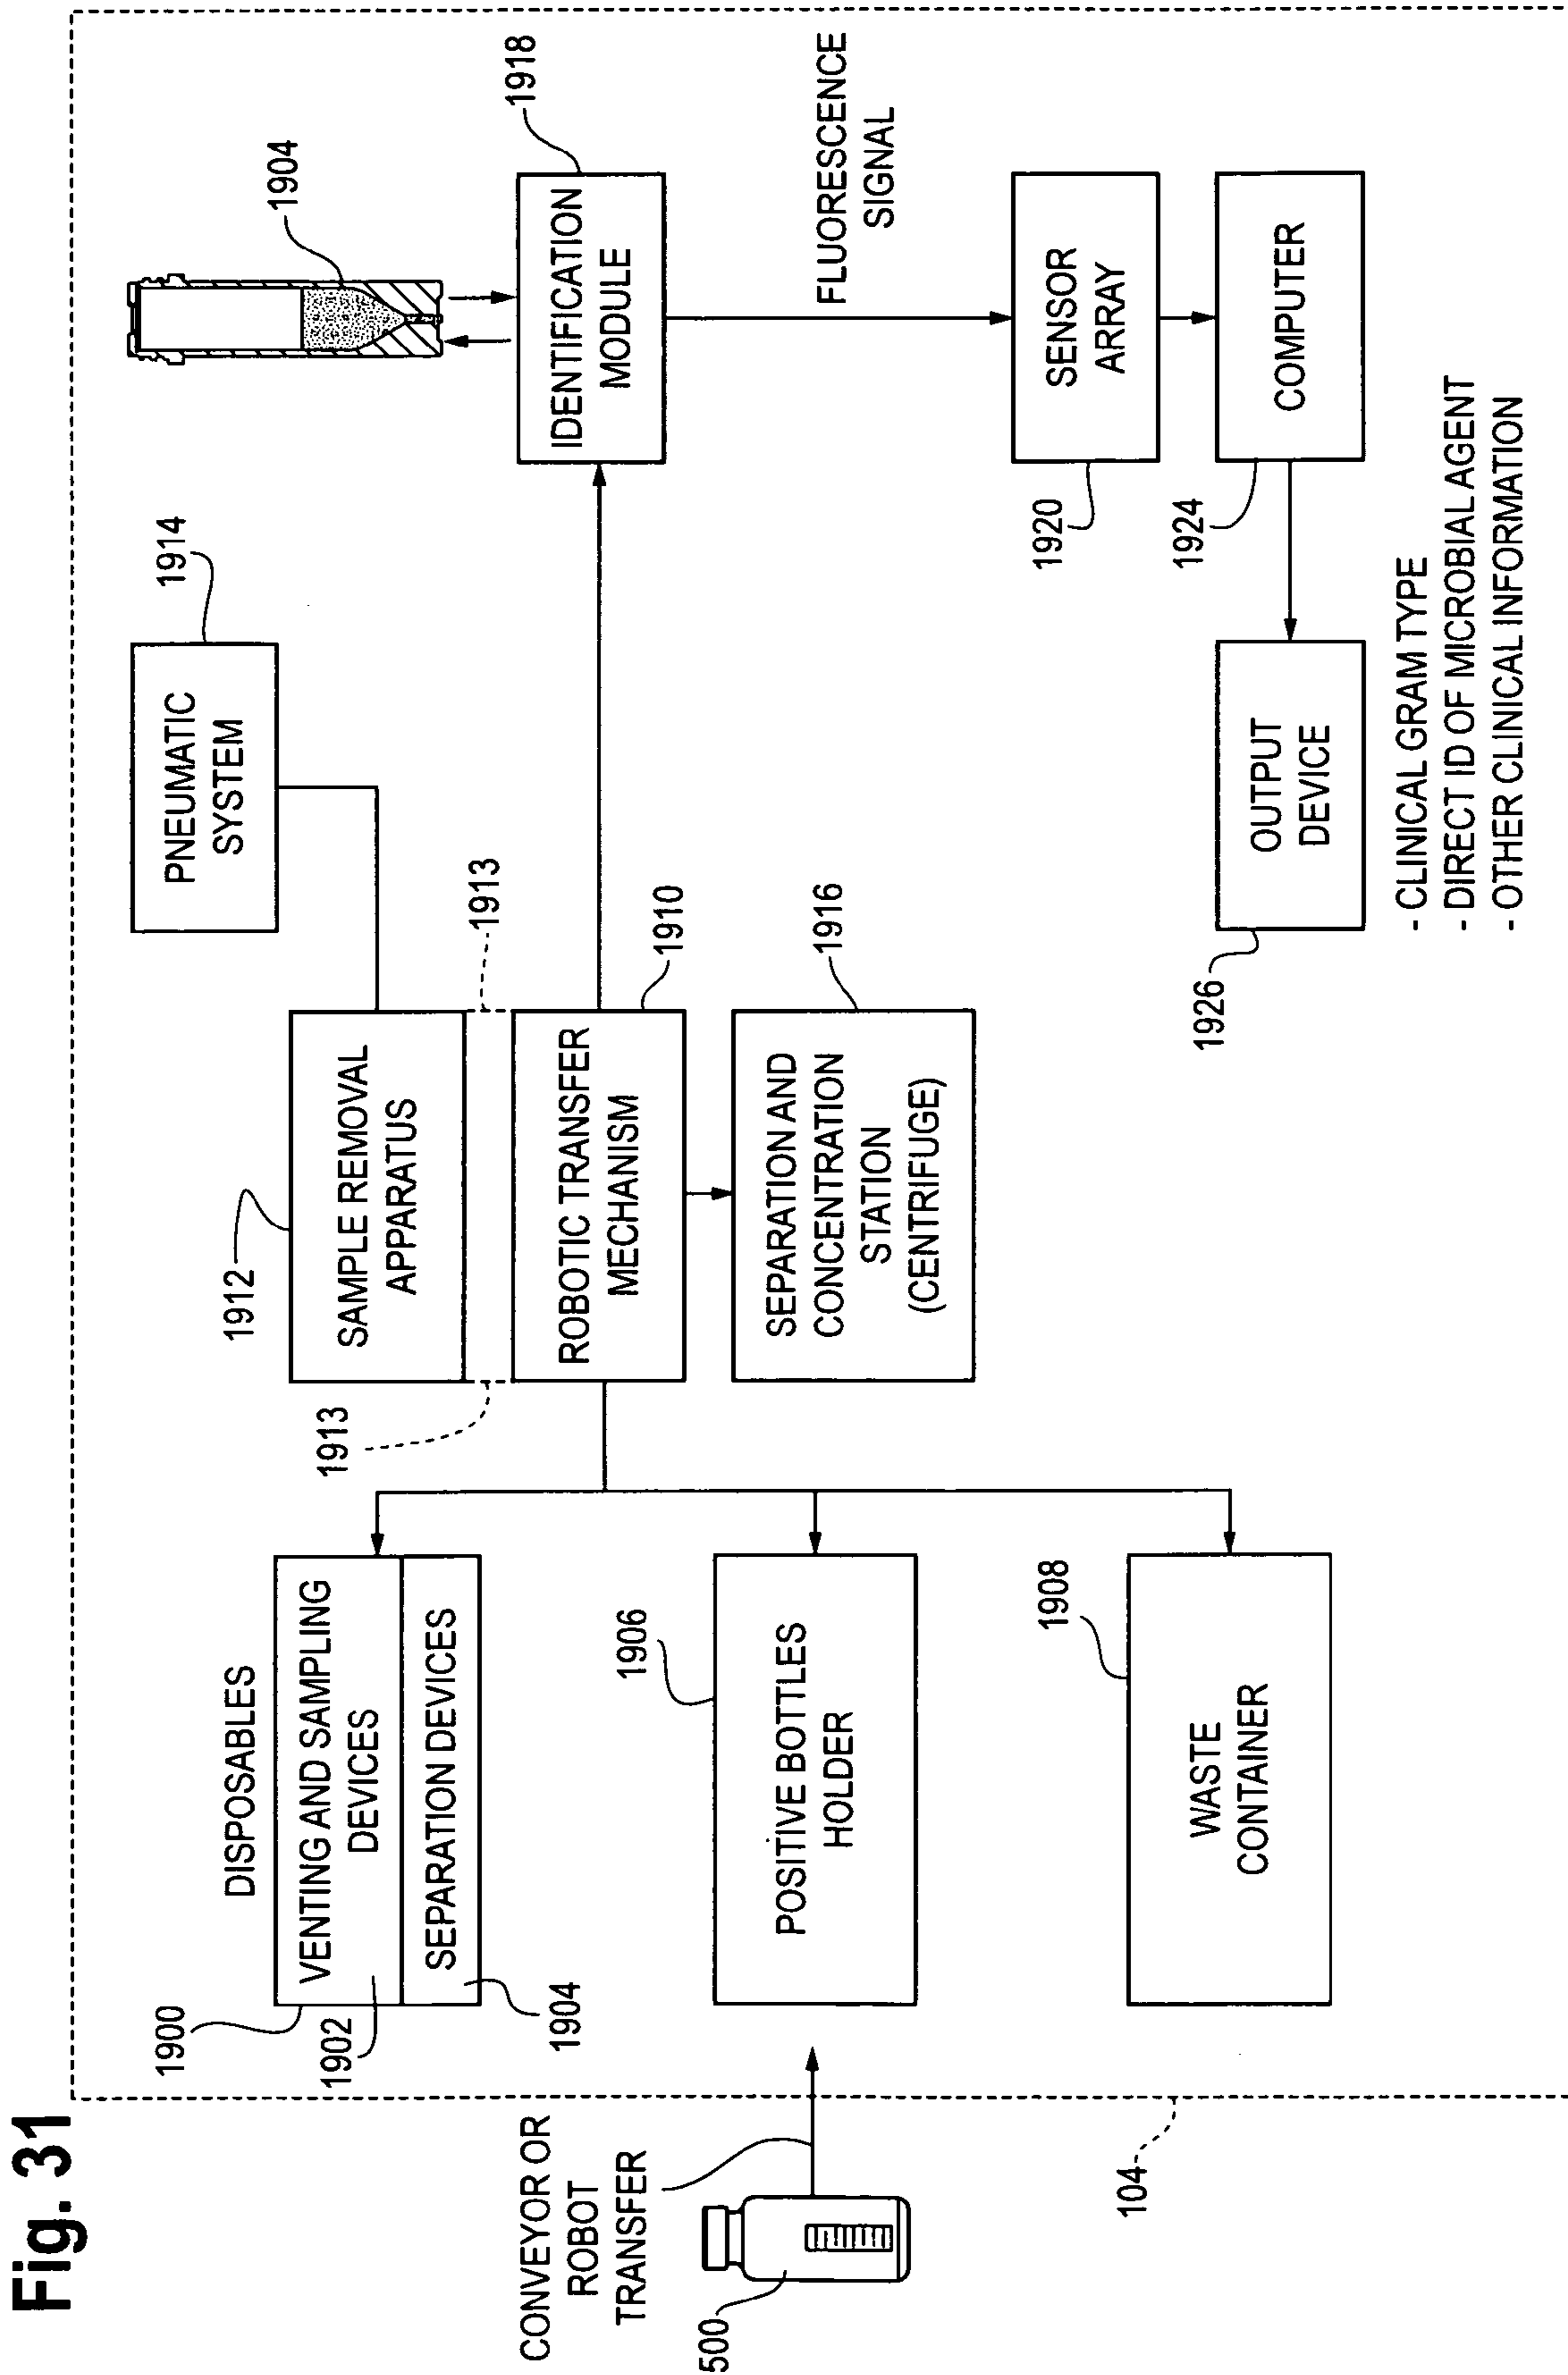 Fig. 31
CONVEYOR OR
ROBOT
TRANSFER
500
104
DISPOSABLES
1900
VENTING AND SAMPLING
DEVICES
1902
SEPARATION DEVICES
1904
1906
POSITIVE BOTTLES
HOLDER
1908
WASTE
CONTAINER
1912
SAMPLE REMOVAL
APPARATUS
1913
1913
ROBOTIC TRANSFER
MECHANISM
1910
SEPARATION AND
CONCENTRATION
STATION
(CENTRIFUGE)
1916
PNEUMATIC
SYSTEM
1914
1904
IDENTIFICATION
MODULE
1918
FLUORESCENCE
SIGNAL
SENSOR
ARRAY
1920
COMPUTER
1924
OUTPUT
DEVICE
1926
- CLINICAL GRAM TYPE
- DIRECT ID OF MICROBIAL AGENT
- OTHER CLINICAL INFORMATION